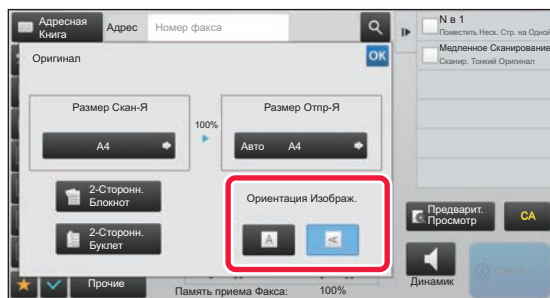 Адресная
Книга
Адрес
Номер факса
N в 1
Поместить Неск. Стр. на Одной
Медленное Сканирование
Сканир. Тонкий Оригинал
Оригинал
OK
Размер Скан-Я
100%
Размер Отпр-Я
A4
Авто A4
2-Сторонн.
Блокнот
Ориентация Изображ.
2-Сторонн.
Буклет
A
A
Предварит.
Просмотр
CA
Прочие
Память приема Факса: 100%
Динамик
Старт